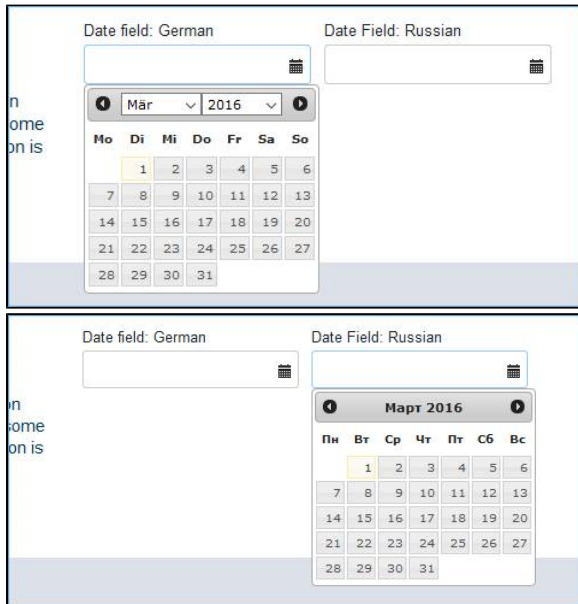 Date field: German Date Field: Russian
n
ome
on is
Mär 2016
Mo Di Mi Do Fr Sa So
1 2 3 4 5 6
7 8 9 10 11 12 13
14 15 16 17 18 19 20
21 22 23 24 25 26 27
28 29 30 31
Date field: German Date Field: Russian
on
some
on is
Март 2016
Пн Вт Ср Чт Пт Сб Вс
1 2 3 4 5 6
7 8 9 10 11 12 13
14 15 16 17 18 19 20
21 22 23 24 25 26 27
28 29 30 31